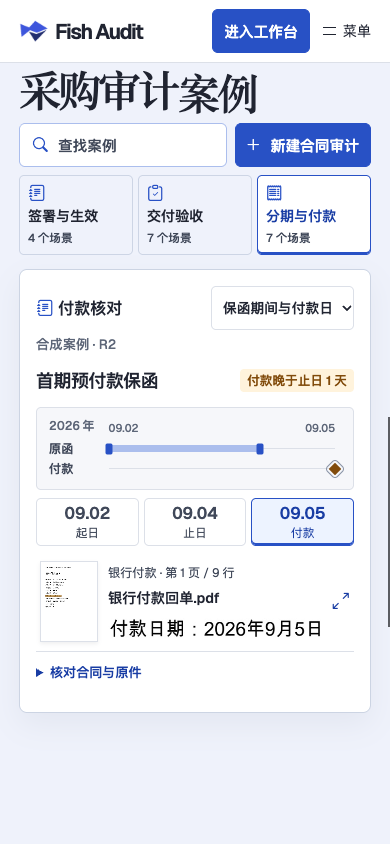 Fish Audit
进入工作台
菜单
采购审计案例
查找案例
新建合同审计
签署与生效
4 个场景
交付验收
7 个场景
分期与付款
7 个场景
付款核对
保函期间与付款日
合成案例 · R2
首期预付款保函
付款晚于止日 1 天
2026 年
09.02
09.05
原函
付款
09.02
起日
09.04
止日
09.05
付款
银行付款 · 第 1 页 / 9 行
银行付款回单.pdf
付款日期：2026年9月5日
核对合同与原件